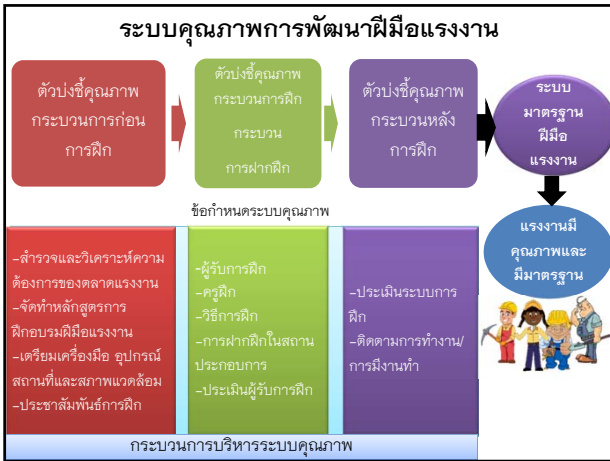 ระบบคุณภาพการพัฒนาฝีมือแรงงาน
ตัวบ่งชี้คุณภาพ
กระบวนการก่อน
การฝึก
ตัวบ่งชี้คุณภาพ
กระบวนการฝึก
กระบวน
การฝากฝึก
ตัวบ่งชี้คุณภาพ
กระบวนหลัง
การฝึก
ระบบ
มาตรฐาน
ฝีมือ
แรงงาน
ข้อกำหนดระบบคุณภาพ
แรงงานมี
คุณภาพและ
มีมาตรฐาน
-สำรวจและวิเคราะห์ความ
ต้องการของตลาดแรงงาน
-จัดทำหลักสูตรการ
ฝึกอบรมฝีมือแรงงาน
-เตรียมเครื่องมือ อุปกรณ์
สถานที่และสภาพแวดล้อม
-ประชาสัมพันธ์การฝึก
-ผู้รับการฝึก
-ครูฝึก
-วิธีการฝึก
-การฝากฝึกในสถาน
ประกอบการ
-ประเมินผู้รับการฝึก
-ประเมินระบบการ
ฝึก
-ติดตามการทำงาน/
การมีงานทำ
กระบวนการบริหารระบบคุณภาพ